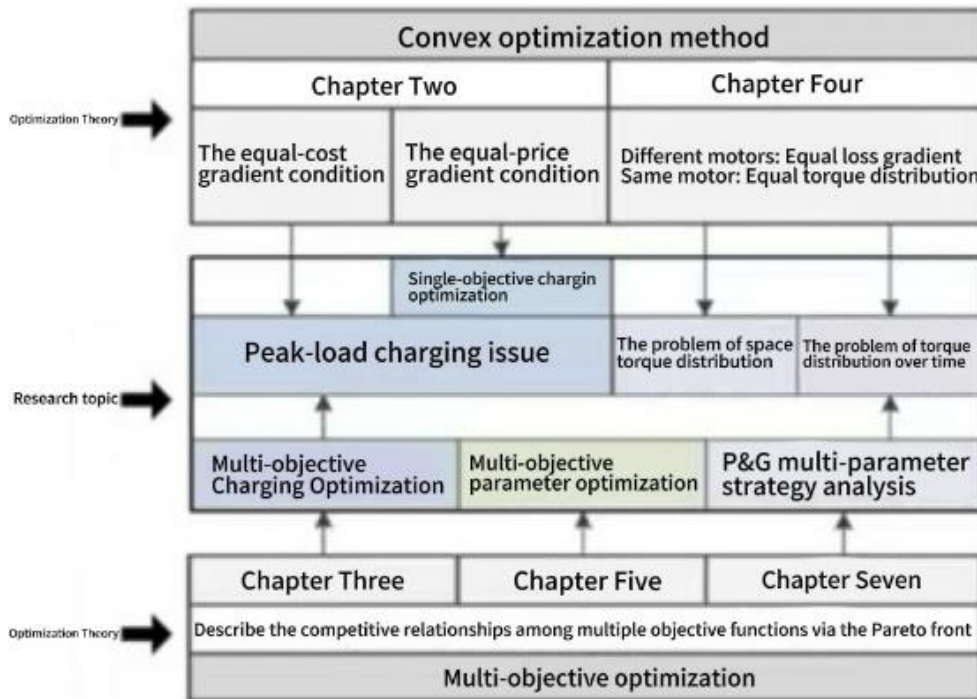 Convex optimization method
Chapter Two
Chapter Four
Optimization Theory
The equal-cost
gradient condition
The equal-price
gradient condition
Different motors: Equal loss gradient
Same motor: Equal torque distribution
Single-objective chargin
optimization
Peak-load charging issue
The problem of space
torque distribution
The problem of torque
distribution over time
Research topic
Multi-objective
Charging Optimization
Multi-objective
parameter optimization
P&G multi-parameter
strategy analysis
Chapter Three
Chapter Five
Chapter Seven
Optimization Theory
Describe the competitive relationships among multiple objective functions via the Pareto front
Multi-objective optimization